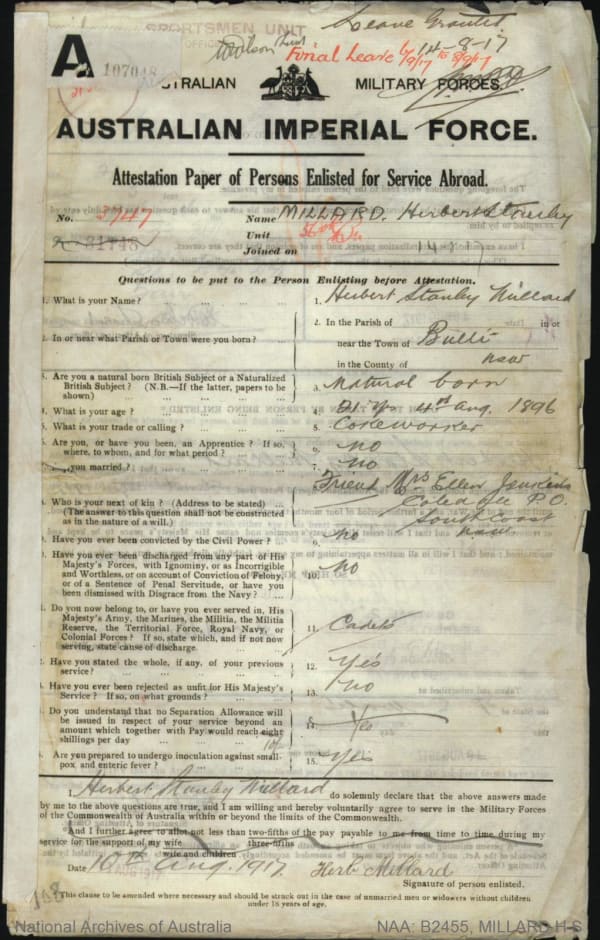 SPORTSMEN UNIT
Leave Granted
14-8-17
Final Leave 6/9/17 to 8/9/17
A
107048
STRALIAN MILITARY FORCES.
AUSTRALIAN IMPERIAL FORCE.
Attestation Paper of Persons Enlisted for Service Abroad.
No. 3747 Name MILLARD. Herbert Stanley
31748 Unit
Joined on
Questions to be put to the Person Enlisting before Attestation.
1. What is your Name? ... 1. Herbert Stanley Millard
2. In or near what Parish or Town were you born? ... 2. In the Parish of in or
near the Town of Bulli
in the County of NSW
3. Are you a natural born British Subject or a Naturalized
British Subject? (N.B.—If the latter, papers to be
shown) ... 3. Natural born
4. What is your age? ... 21 Yrs 4th Aug. 1896
5. What is your trade or calling? ... 5. Cokeworker
6. Are you, or have you been, an Apprentice? If so,
where, to whom, and for what period? ... 6. No
you married? ... 7. No
8. Who is your next of kin? (Address to be stated) ...
(The answer to this question shall not be construed
as in the nature of a will.) ...
Friend Mrs Ellen Jenkins
Coledale P.O.
South Coast
NSW
Have you ever been convicted by the Civil Power? ... 9. No
Have you ever been discharged from any part of His
Majesty's Forces, with Ignominy, or as Incorrigible
and Worthless, or on account of Conviction of Felony,
or of a Sentence of Penal Servitude, or have you
been dismissed with Disgrace from the Navy? ... 10. No
Do you now belong to, or have you ever served in, His
Majesty's Army, the Marines, the Militia, the Militia
Reserve, the Territorial Force, Royal Navy, or
Colonial Forces? If so, state which, and if not now
serving, state cause of discharge. 11. Cadets
Have you stated the whole, if any, of your previous
service? ... 12. Yes
Have you ever been rejected as unfit for His Majesty's
Service? If so, on what grounds? ... 13. No
Do you understand that no Separation Allowance will
be issued in respect of your service beyond an
amount which together with Pay would reach eight
shillings per day ... 10/- Yes
Are you prepared to undergo inoculation against small-
pox and enteric fever? ... 15. Yes
I, Herbert Stanley Millard do solemnly declare that the above answers made
by me to the above questions are true, and I am willing and hereby voluntarily agree to serve in the Military Forces
of the Commonwealth of Australia within or beyond the limits of the Commonwealth.
And I further agree to allot not less than two-fifths of the pay payable to me from time to time during my
three-fifths
service for the support of my wife
wife and children
Date 10th Aug. 1917 Herb Millard
Signature of person enlisted.
This clause to be amended where necessary and should be struck out in the case of unmarried men or widowers without children
under 18 years of age.
National Archives of Australia NAA: B2455, MILLARD H S